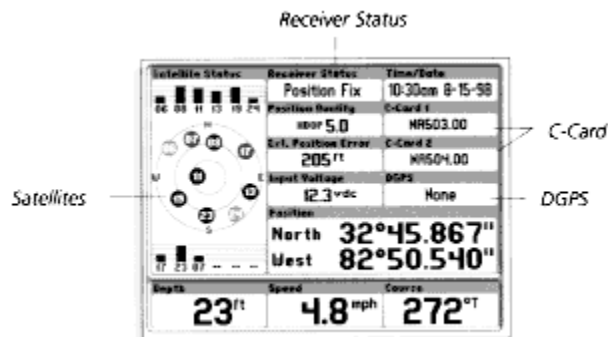 Receiver Status
Satellite Status
Receiver Status
Time/Date
Position Fix
10:30am 8-15-98
Position Quality
C-Card 1
HDOP 5.0
NA503.00
C-Card
Est. Position Error
C-Card 2
205 ft
NA504.00
Input Voltage
DGPS
12.3 vdc
None
DGPS
Satellites
N
W
E
S
Position
North 32°45.867"
West 82°50.540"
17 23 07 -- -- --
Depth
Speed
Course
23 ft
4.8 mph
272°T